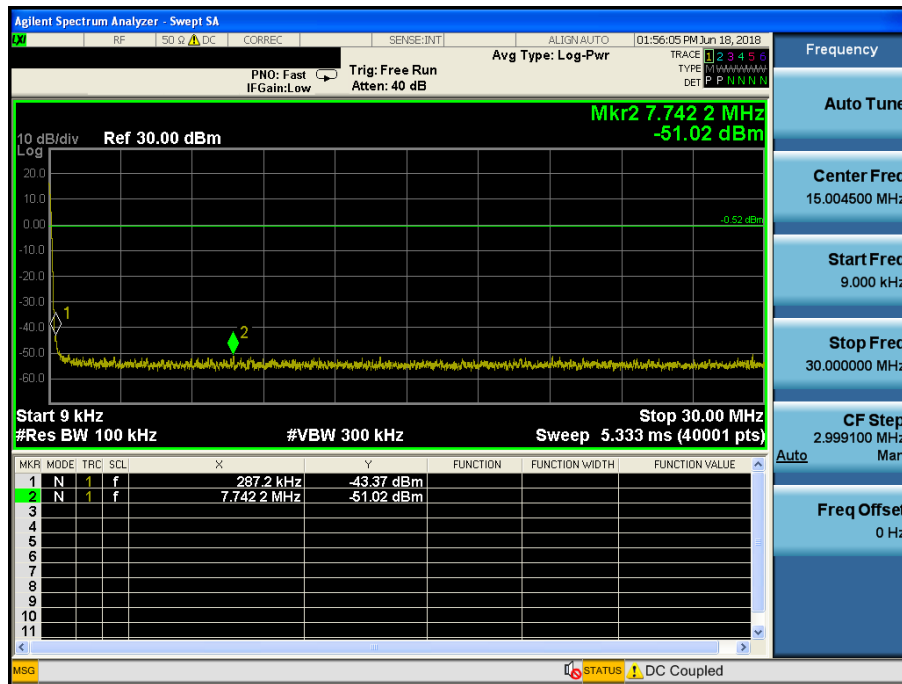 Agilent Spectrum Analyzer - Swept SA
LXI RF 50 Ω DC CORREC SENSE:INT ALIGN AUTO 01:56:05 PM Jun 18, 2018
Frequency
Avg Type: Log-Pwr
TRACE 1 2 3 4 5 6
TYPE M W W W W W
DET P P N N N N
PNO: Fast
IFGain:Low
Trig: Free Run
Atten: 40 dB
Auto Tune
Mkr2 7.742 2 MHz
-51.02 dBm
10 dB/div
Log
Ref 30.00 dBm
20.0
10.0
0.00
-10.0
-20.0
-30.0
-40.0
-50.0
-60.0
-0.52 dBm
1
2
Center Freq
15.004500 MHz
Start Freq
9.000 kHz
Stop Freq
30.000000 MHz
CF Step
2.999100 MHz
Auto Man
Freq Offset
0 Hz
Start 9 kHz Stop 30.00 MHz
#Res BW 100 kHz #VBW 300 kHz Sweep 5.333 ms (40001 pts)
MKR MODE TRC SCL X Y FUNCTION FUNCTION WIDTH FUNCTION VALUE
1 N 1 f 287.2 kHz -43.37 dBm
2 N 1 f 7.742 2 MHz -51.02 dBm
3
4
5
6
7
8
9
10
11
MSG STATUS DC Coupled